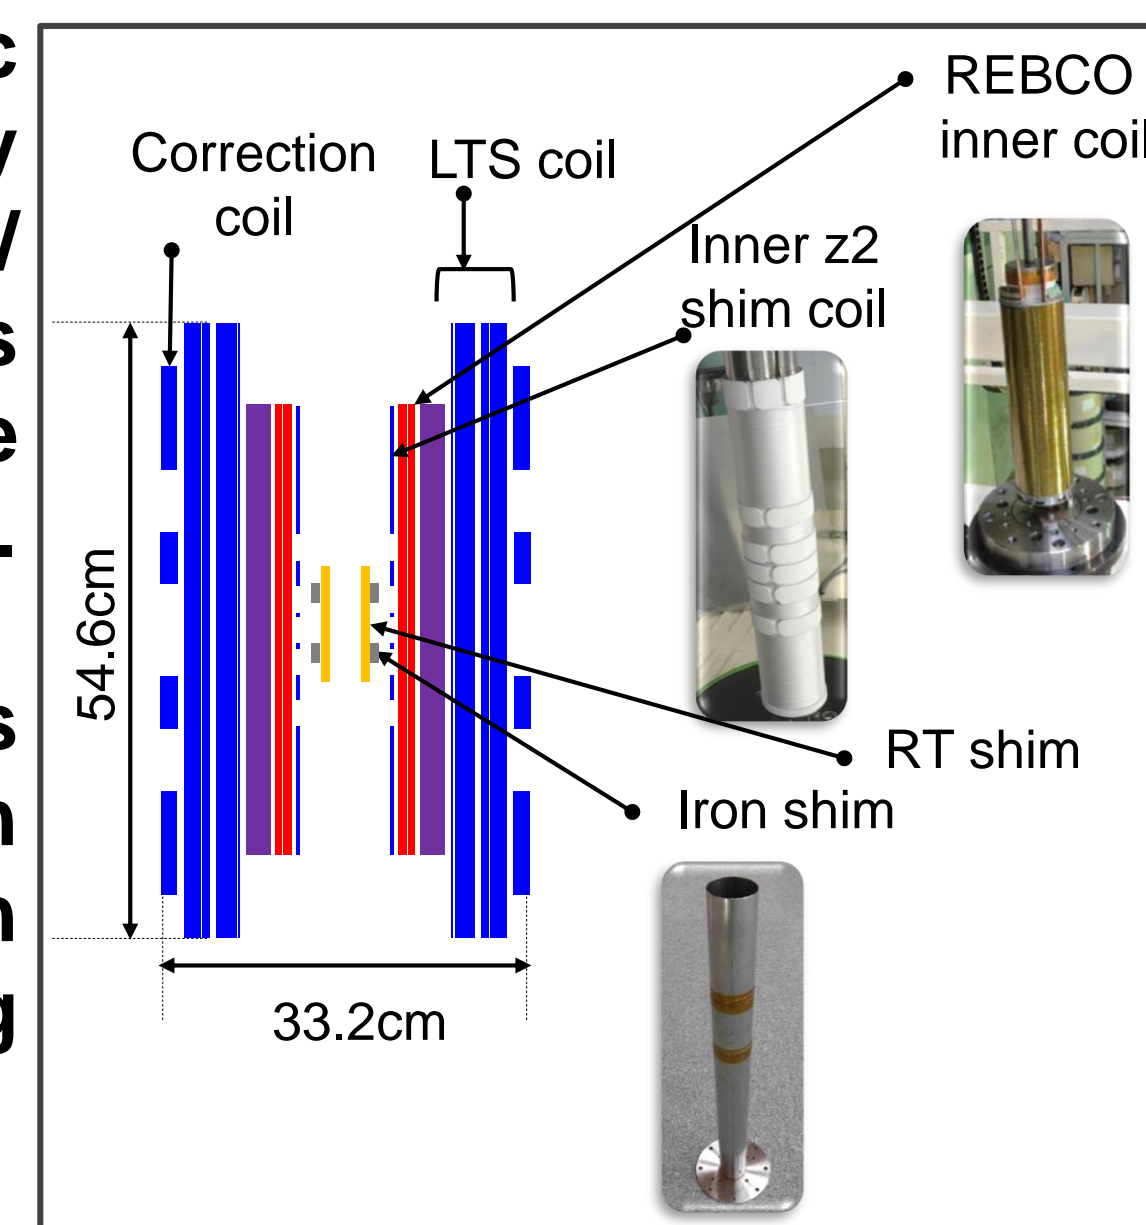 c
y
/
s
e
-
s
n
n
g
REBCO
inner coil
Correction
coil
LTS coil
Inner z2
shim coil
54.6cm
RT shim
Iron shim
33.2cm